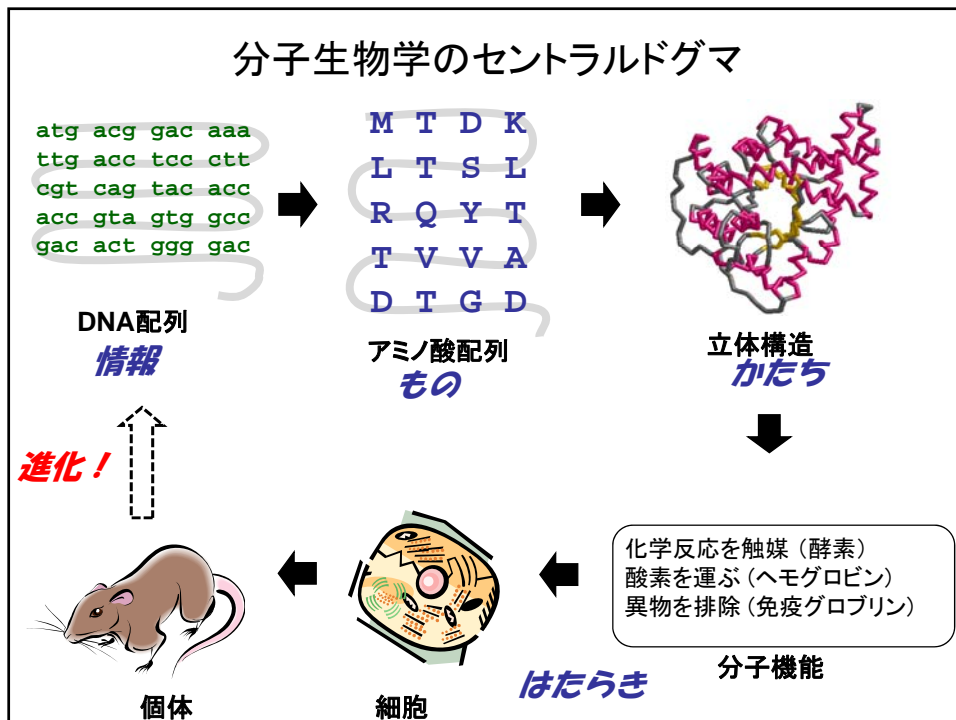 分子生物学のセントラルドグマ
atg acg gac aaa
ttg acc tcc ctt
cgt cag tac acc
acc gta gtg gcc
gac act ggg gac
DNA配列
情報
M T D K
L T S L
R Q Y T
T V V A
D T G D
アミノ酸配列
もの
立体構造
かたち
化学反応を触媒（酵素）
酸素を運ぶ（ヘモグロビン）
異物を排除（免疫グロブリン）
分子機能
はたらき
細胞
個体
進化！